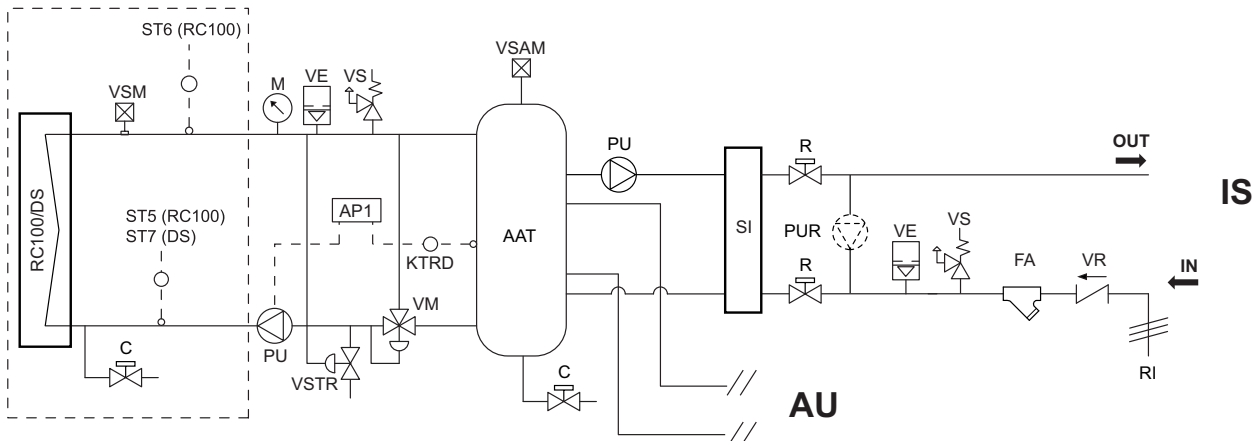 ST6 (RC100)
VSAM
VSM
M
VE
VS
PU
R
OUT
IS
RC100/DS
ST5 (RC100)
ST7 (DS)
AP1
KTRD
AAT
SI
PUR
VE
VS
R
FA
VR
IN
VM
PU
C
VSTR
C
RI
AU